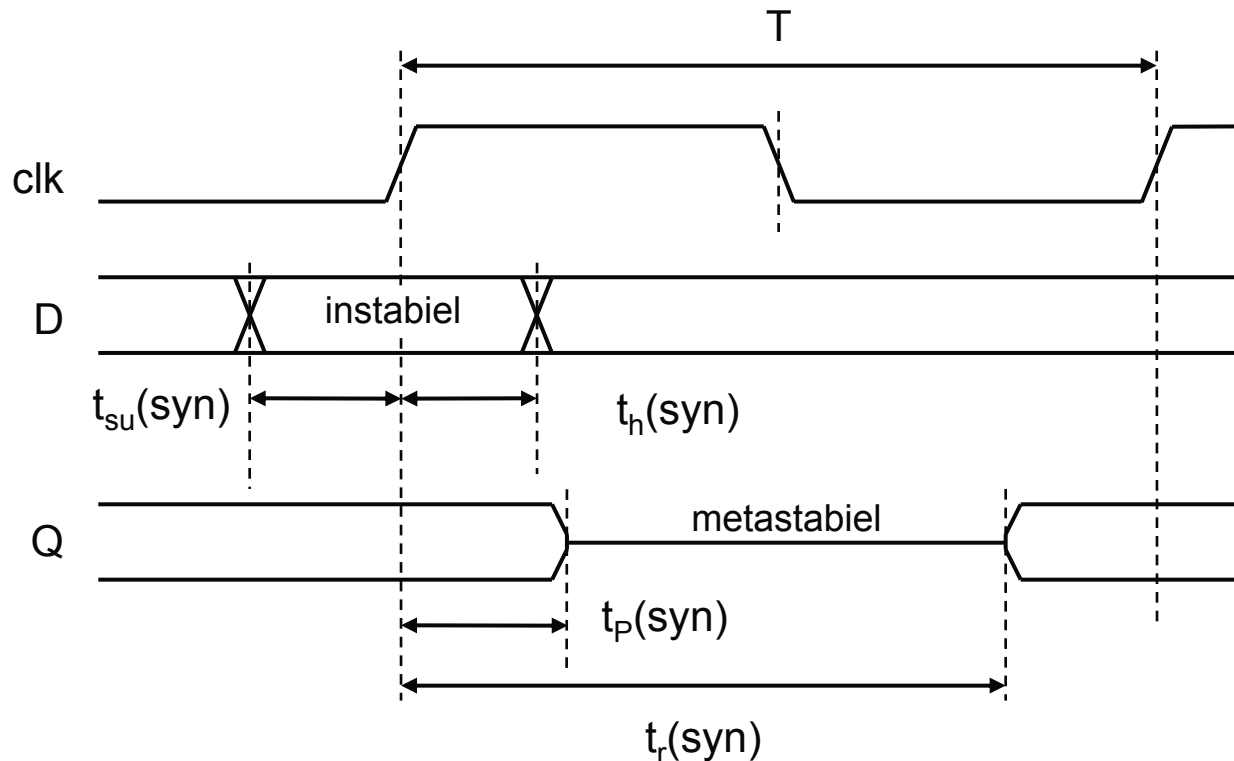 T
clk
D
instabiel
t_su(syn)
t_h(syn)
Q
metastabiel
t_P(syn)
t_r(syn)